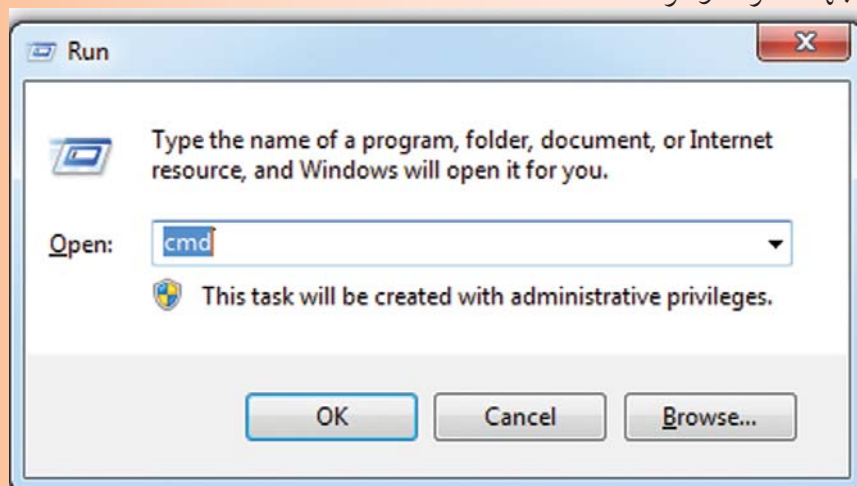 Run
Type the name of a program, folder, document, or Internet
resource, and Windows will open it for you.
Open: cmd
This task will be created with administrative privileges.
OK Cancel Browse...